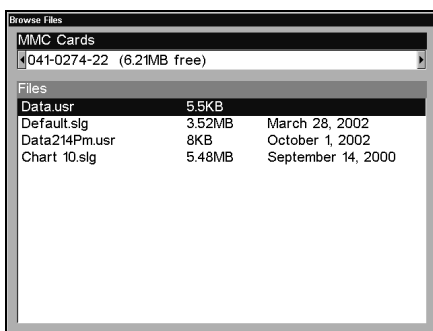 Browse Files
MMC Cards
041-0274-22 (6.21MB free)
Files
Data.usr 5.5KB
Default.slg 3.52MB March 28, 2002
Data214Pm.usr 8KB October 1, 2002
Chart 10.slg 5.48MB September 14, 2000